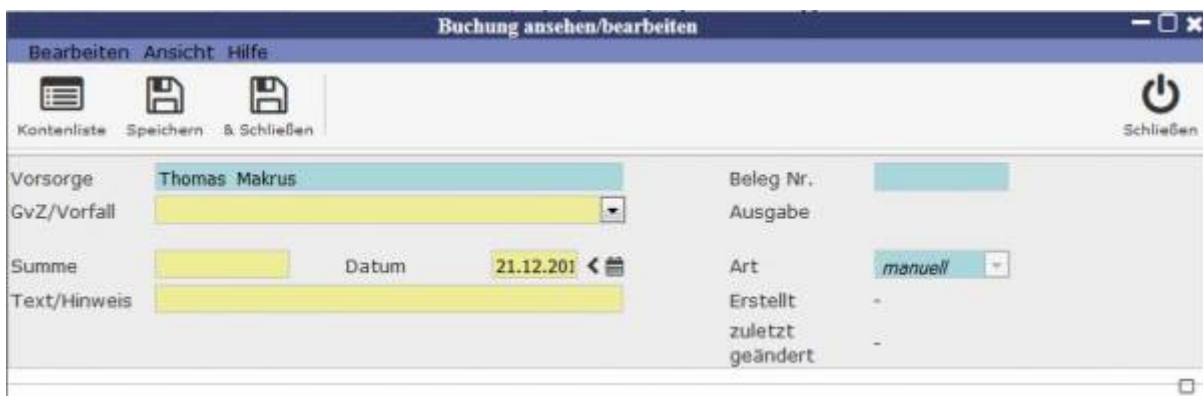 Buchung ansehen/bearbeiten
Bearbeiten Ansicht Hilfe
Kontenliste Speichern & Schließen Schließen
Vorsorge Thomas Makrus Beleg Nr.
GvZ/Vorfall Ausgabe
Summe Datum 21.12.201 Art manuell
Text/Hinweis Erstellt -
zuletzt
geändert -